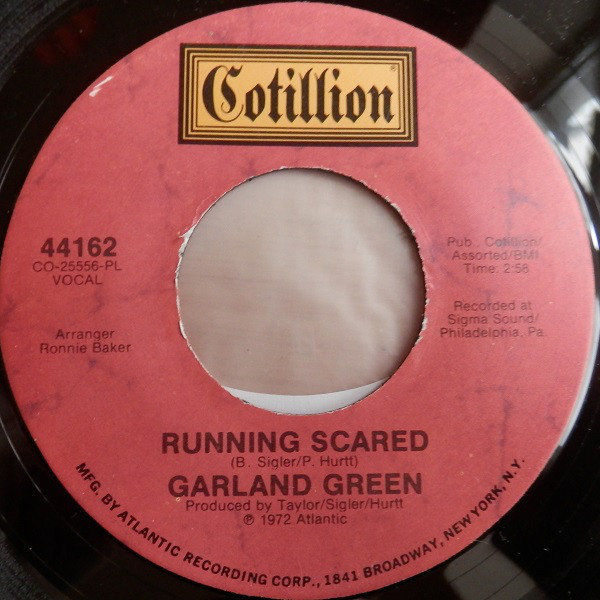 Cotillion®
44162
CO-25556-PL
VOCAL
Arranger
Ronnie Baker
Pub., Cotillion/
Assorted/BMI
Time: 2:58
Recorded at
Sigma Sound/
Philadelphia, Pa.
RUNNING SCARED
(B. Sigler/P. Hurtt)
GARLAND GREEN
Produced by Taylor/Sigler/Hurtt
℗ 1972 Atlantic
MFG. BY ATLANTIC RECORDING CORP., 1841 BROADWAY, NEW YORK, N.Y.